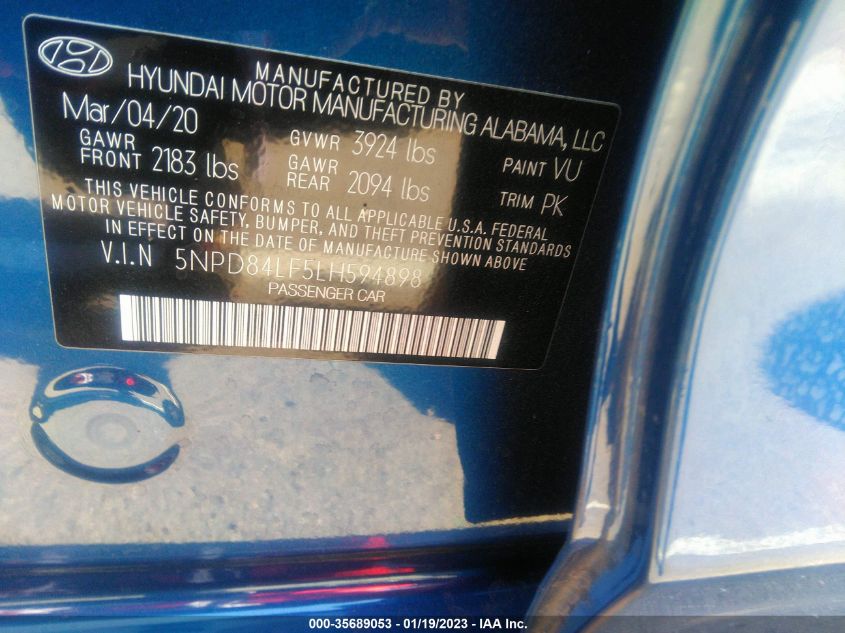 MANUFACTURED BY
HYUNDAI MOTOR MANUFACTURING ALABAMA, LLC
Mar/04/20
GAWR FRONT 2183 lbs
GVWR 3924 lbs
GAWR REAR 2094 lbs
PAINT VU
TRIM PK
THIS VEHICLE CONFORMS TO ALL APPLICABLE U.S.A. FEDERAL
MOTOR VEHICLE SAFETY, BUMPER, AND THEFT PREVENTION STANDARDS
IN EFFECT ON THE DATE OF MANUFACTURE SHOWN ABOVE
V.I.N 5NPD84LF5LH594898
PASSENGER CAR
000-35689053 - 01/19/2023 - IAA Inc.